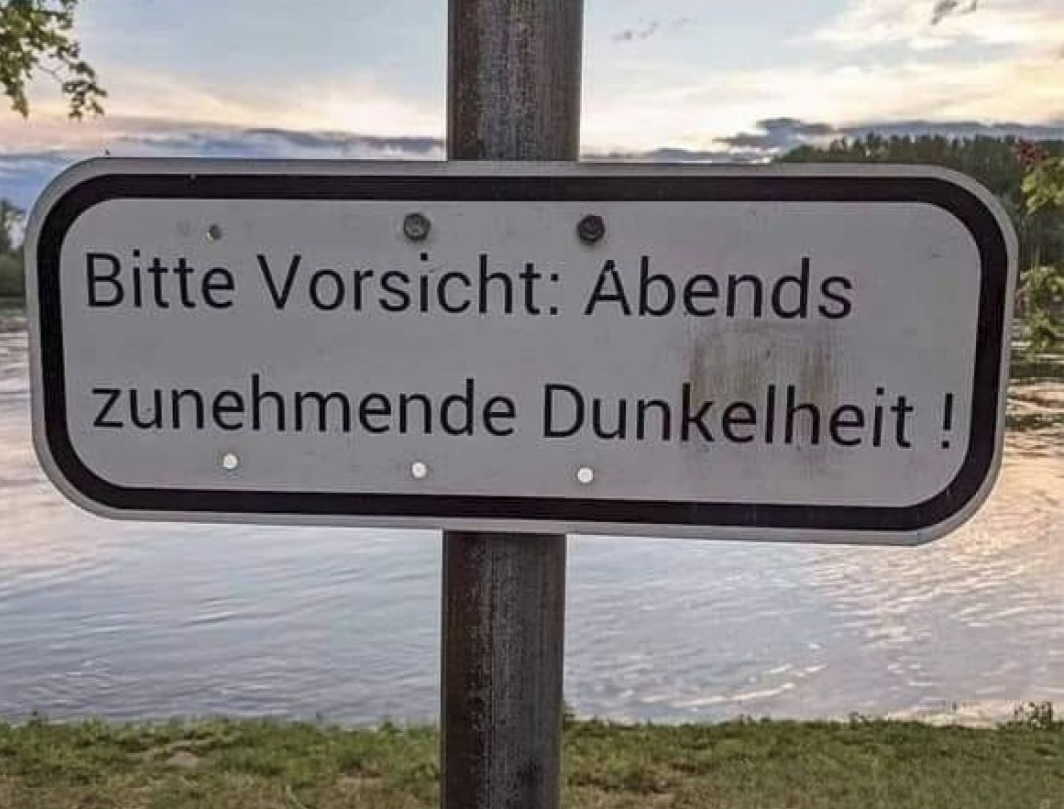 Bitte Vorsicht: Abends
zunehmende Dunkelheit !